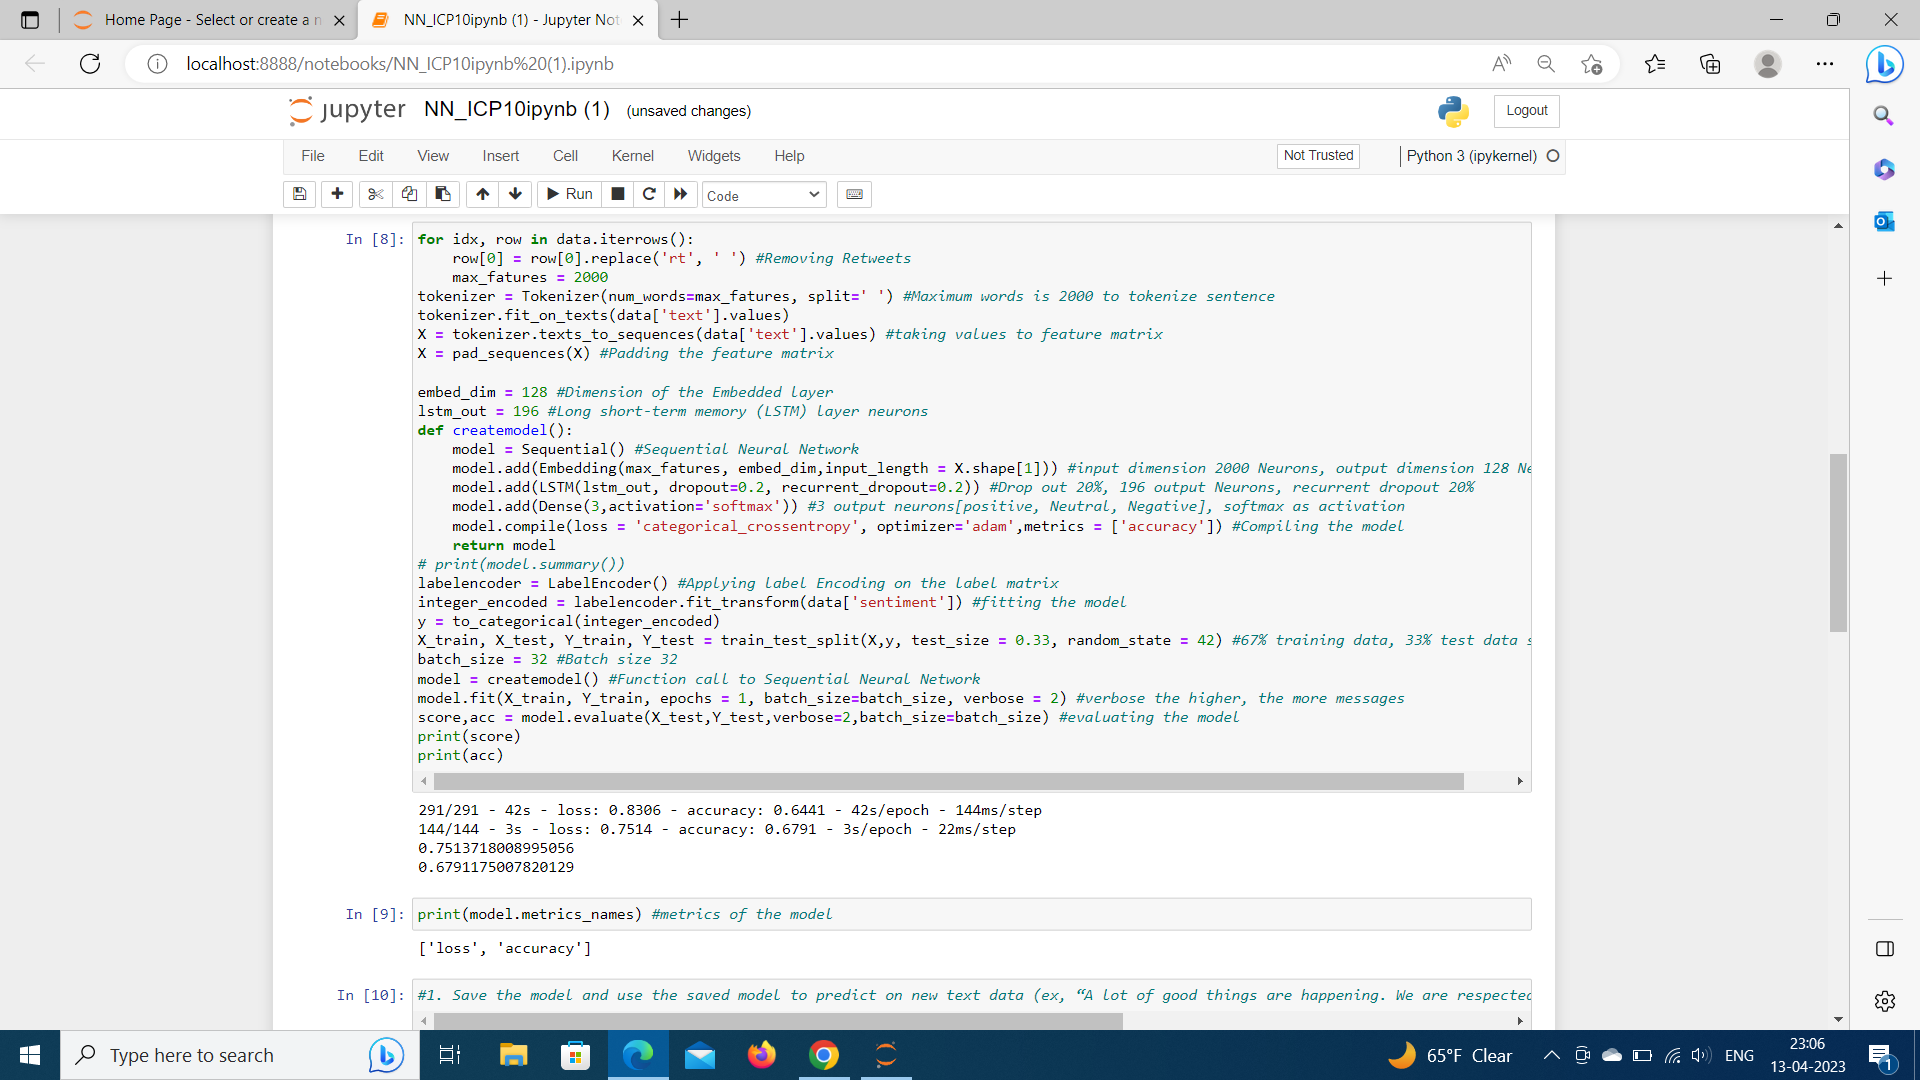 Home Page - Select or create a n
NN_ICP10ipynb (1) - Jupyter Not
localhost:8888/notebooks/NN_ICP10ipynb%20(1).ipynb
jupyter NN_ICP10ipynb (1) (unsaved changes)
Logout
File Edit View Insert Cell Kernel Widgets Help
Not Trusted
Python 3 (ipykernel)
Run
Code
In [8]:
for idx, row in data.iterrows():
    row[0] = row[0].replace('rt', ' ') #Removing Retweets
    max_fatures = 2000
tokenizer = Tokenizer(num_words=max_fatures, split=' ') #Maximum words is 2000 to tokenize sentence
tokenizer.fit_on_texts(data['text'].values)
X = tokenizer.texts_to_sequences(data['text'].values) #taking values to feature matrix
X = pad_sequences(X) #Padding the feature matrix
embed_dim = 128 #Dimension of the Embedded layer
lstm_out = 196 #Long short-term memory (LSTM) layer neurons
def createmodel():
    model = Sequential() #Sequential Neural Network
    model.add(Embedding(max_fatures, embed_dim,input_length = X.shape[1])) #input dimension 2000 Neurons, output dimension 128 Ne
    model.add(LSTM(lstm_out, dropout=0.2, recurrent_dropout=0.2)) #Drop out 20%, 196 output Neurons, recurrent dropout 20%
    model.add(Dense(3,activation='softmax')) #3 output neurons[positive, Neutral, Negative], softmax as activation
    model.compile(loss = 'categorical_crossentropy', optimizer='adam',metrics = ['accuracy']) #Compiling the model
    return model
# print(model.summary())
labelencoder = LabelEncoder() #Applying label Encoding on the label matrix
integer_encoded = labelencoder.fit_transform(data['sentiment']) #fitting the model
y = to_categorical(integer_encoded)
X_train, X_test, Y_train, Y_test = train_test_split(X,y, test_size = 0.33, random_state = 42) #67% training data, 33% test data s
batch_size = 32 #Batch size 32
model = createmodel() #Function call to Sequential Neural Network
model.fit(X_train, Y_train, epochs = 1, batch_size=batch_size, verbose = 2) #verbose the higher, the more messages
score,acc = model.evaluate(X_test,Y_test,verbose=2,batch_size=batch_size) #evaluating the model
print(score)
print(acc)
291/291 - 42s - loss: 0.8306 - accuracy: 0.6441 - 42s/epoch - 144ms/step
144/144 - 3s - loss: 0.7514 - accuracy: 0.6791 - 3s/epoch - 22ms/step
0.7513718008995056
0.6791175007820129
In [9]:
print(model.metrics_names) #metrics of the model
['loss', 'accuracy']
In [10]:
#1. Save the model and use the saved model to predict on new text data (ex, “A lot of good things are happening. We are respected
Type here to search
65°F Clear
ENG
23:06
13-04-2023
1